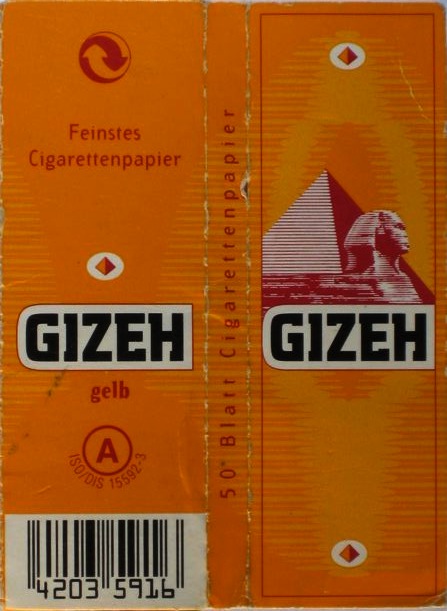 Feinstes
Cigarettenpapier
GIZEH
gelb
A
ISO/DIS 15592-3
4203 5916
50 Blatt Cigarettenpapier
GIZEH